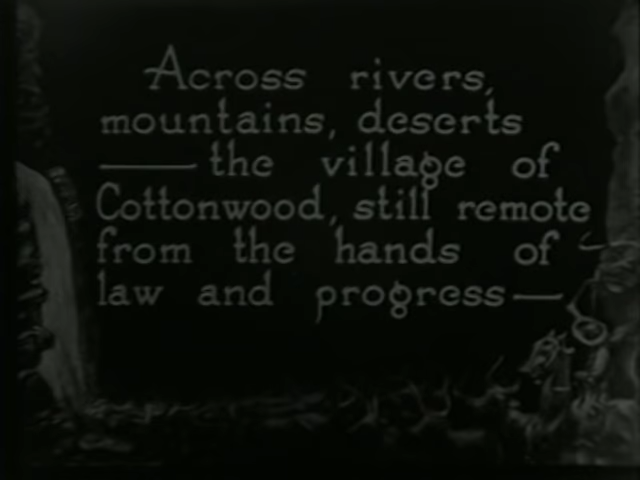 Across rivers,
mountains, deserts
— the village of
Cottonwood, still remote
from the hands of
law and progress —